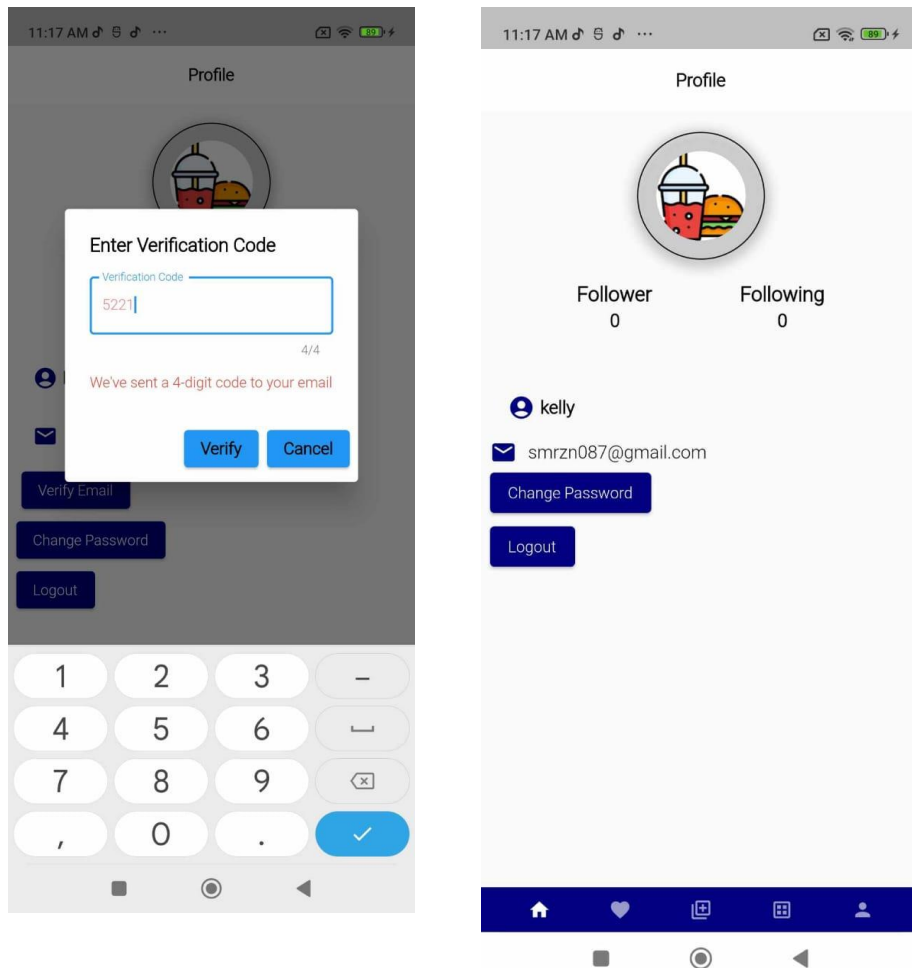 11:17 AM
89
Profile
Enter Verification Code
Verification Code
5221
4/4
We've sent a 4-digit code to your email
Verify
Cancel
Verify Email
Change Password
Logout
1 2 3 –
4 5 6
7 8 9
, 0 .
11:17 AM
89
Profile
Follower Following
0 0
kelly
smrzn087@gmail.com
Change Password
Logout